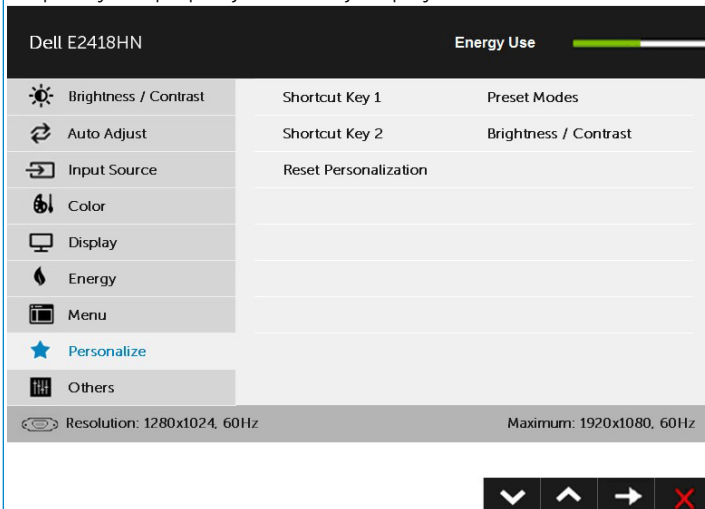 Dell E2418HN
Energy Use
Brightness / Contrast
Shortcut Key 1
Preset Modes
Auto Adjust
Shortcut Key 2
Brightness / Contrast
Input Source
Reset Personalization
Color
Display
Energy
Menu
Personalize
Others
Resolution: 1280x1024, 60Hz
Maximum: 1920x1080, 60Hz